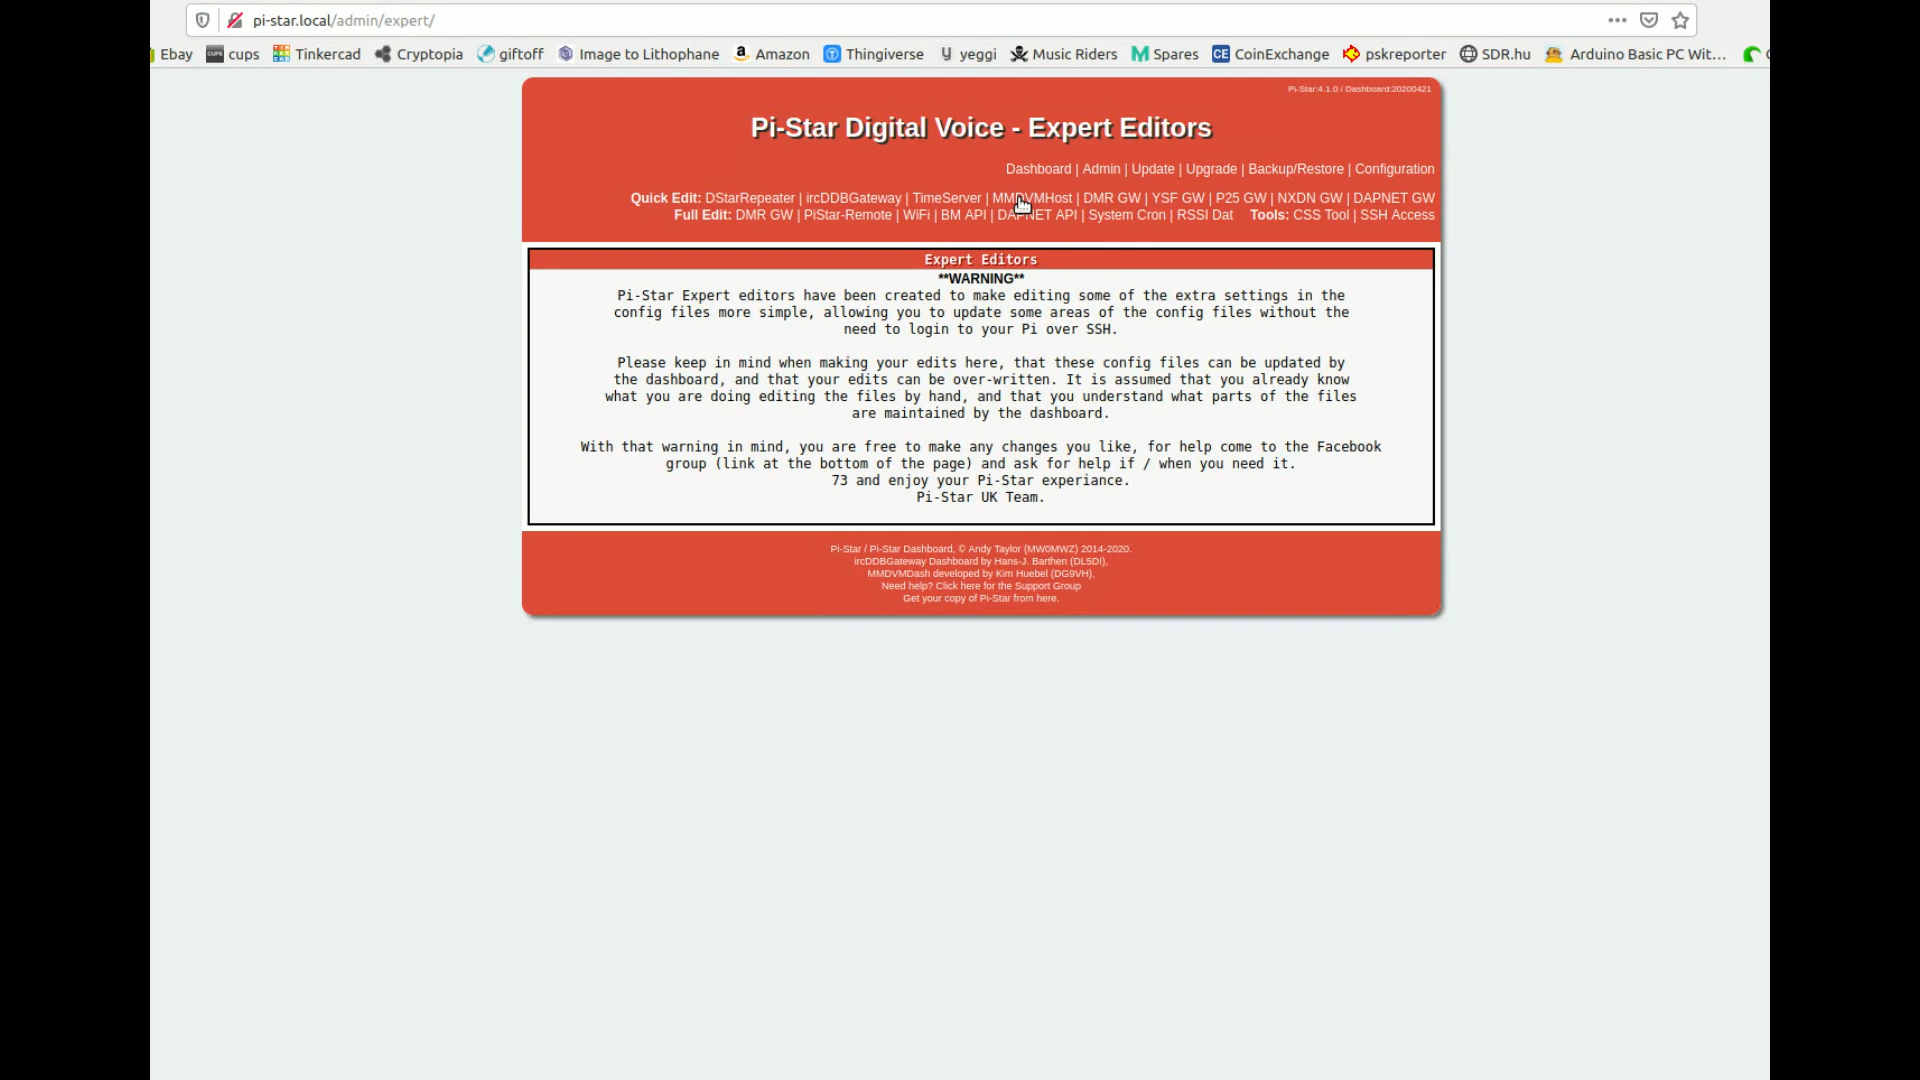 pi-star.local/admin/expert/
Ebay cups Tinkercad Cryptopia giftoff Image to Lithophane Amazon Thingiverse yeggi Music Riders Spares CoinExchange pskreporter SDR.hu Arduino Basic PC Wit...
Pi-Star:4.1.0 / Dashboard:20200421
Pi-Star Digital Voice - Expert Editors
Dashboard | Admin | Update | Upgrade | Backup/Restore | Configuration
Quick Edit: DStarRepeater | ircDDBGateway | TimeServer | MMDVMHost | DMR GW | YSF GW | P25 GW | NXDN GW | DAPNET GW
Full Edit: DMR GW | PiStar-Remote | WiFi | BM API | DAPNET API | System Cron | RSSI Dat Tools: CSS Tool | SSH Access
Expert Editors
**WARNING**
Pi-Star Expert editors have been created to make editing some of the extra settings in the
config files more simple, allowing you to update some areas of the config files without the
need to login to your Pi over SSH.
Please keep in mind when making your edits here, that these config files can be updated by
the dashboard, and that your edits can be over-written. It is assumed that you already know
what you are doing editing the files by hand, and that you understand what parts of the files
are maintained by the dashboard.
With that warning in mind, you are free to make any changes you like, for help come to the Facebook
group (link at the bottom of the page) and ask for help if / when you need it.
73 and enjoy your Pi-Star experiance.
Pi-Star UK Team.
Pi-Star / Pi-Star Dashboard, © Andy Taylor (MW0MWZ) 2014-2020.
ircDDBGateway Dashboard by Hans-J. Barthen (DL5DI),
MMDVMDash developed by Kim Huebel (DG9VH),
Need help? Click here for the Support Group
Get your copy of Pi-Star from here.